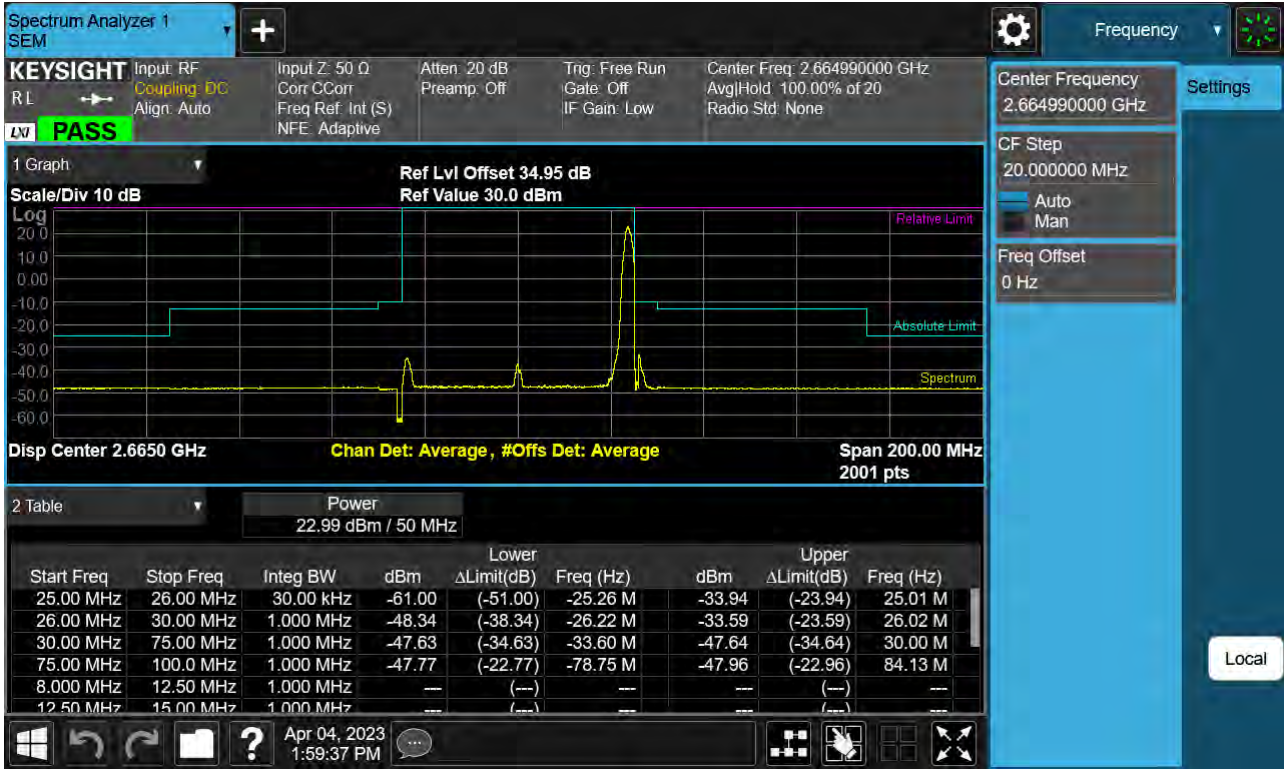 Spectrum Analyzer 1
SEM
Frequency
KEYSIGHT
Input: RF
Coupling: DC
Align: Auto
Input Z: 50 Ω
Corr CCorr
Freq Ref: Int (S)
NFE: Adaptive
Atten: 20 dB
Preamp: Off
Trig: Free Run
Gate: Off
IF Gain: Low
Center Freq: 2.664990000 GHz
Avg|Hold: 100.00% of 20
Radio Std: None
RL
LXI
PASS
Center Frequency
2.664990000 GHz
Settings
CF Step
20.000000 MHz
Auto
Man
Freq Offset
0 Hz
1 Graph
Ref Lvl Offset 34.95 dB
Scale/Div 10 dB
Ref Value 30.0 dBm
Log
Relative Limit
20.0
10.0
0.00
-10.0
-20.0
Absolute Limit
-30.0
-40.0
Spectrum
-50.0
-60.0
Disp Center 2.6650 GHz
Chan Det: Average, #Offs Det: Average
Span 200.00 MHz
2001 pts
2 Table
Power
22.99 dBm / 50 MHz
Lower Upper
Start Freq Stop Freq Integ BW dBm ΔLimit(dB) Freq (Hz) dBm ΔLimit(dB) Freq (Hz)
25.00 MHz 26.00 MHz 30.00 kHz -61.00 (-51.00) -25.26 M -33.94 (-23.94) 25.01 M
26.00 MHz 30.00 MHz 1.000 MHz -48.34 (-38.34) -26.22 M -33.59 (-23.59) 26.02 M
30.00 MHz 75.00 MHz 1.000 MHz -47.63 (-34.63) -33.60 M -47.64 (-34.64) 30.00 M
75.00 MHz 100.0 MHz 1.000 MHz -47.77 (-22.77) -78.75 M -47.96 (-22.96) 84.13 M
8.000 MHz 12.50 MHz 1.000 MHz --- (---) --- --- (---) ---
12.50 MHz 15.00 MHz 1.000 MHz --- (---) --- --- (---) ---
Local
?
Apr 04, 2023
1:59:37 PM